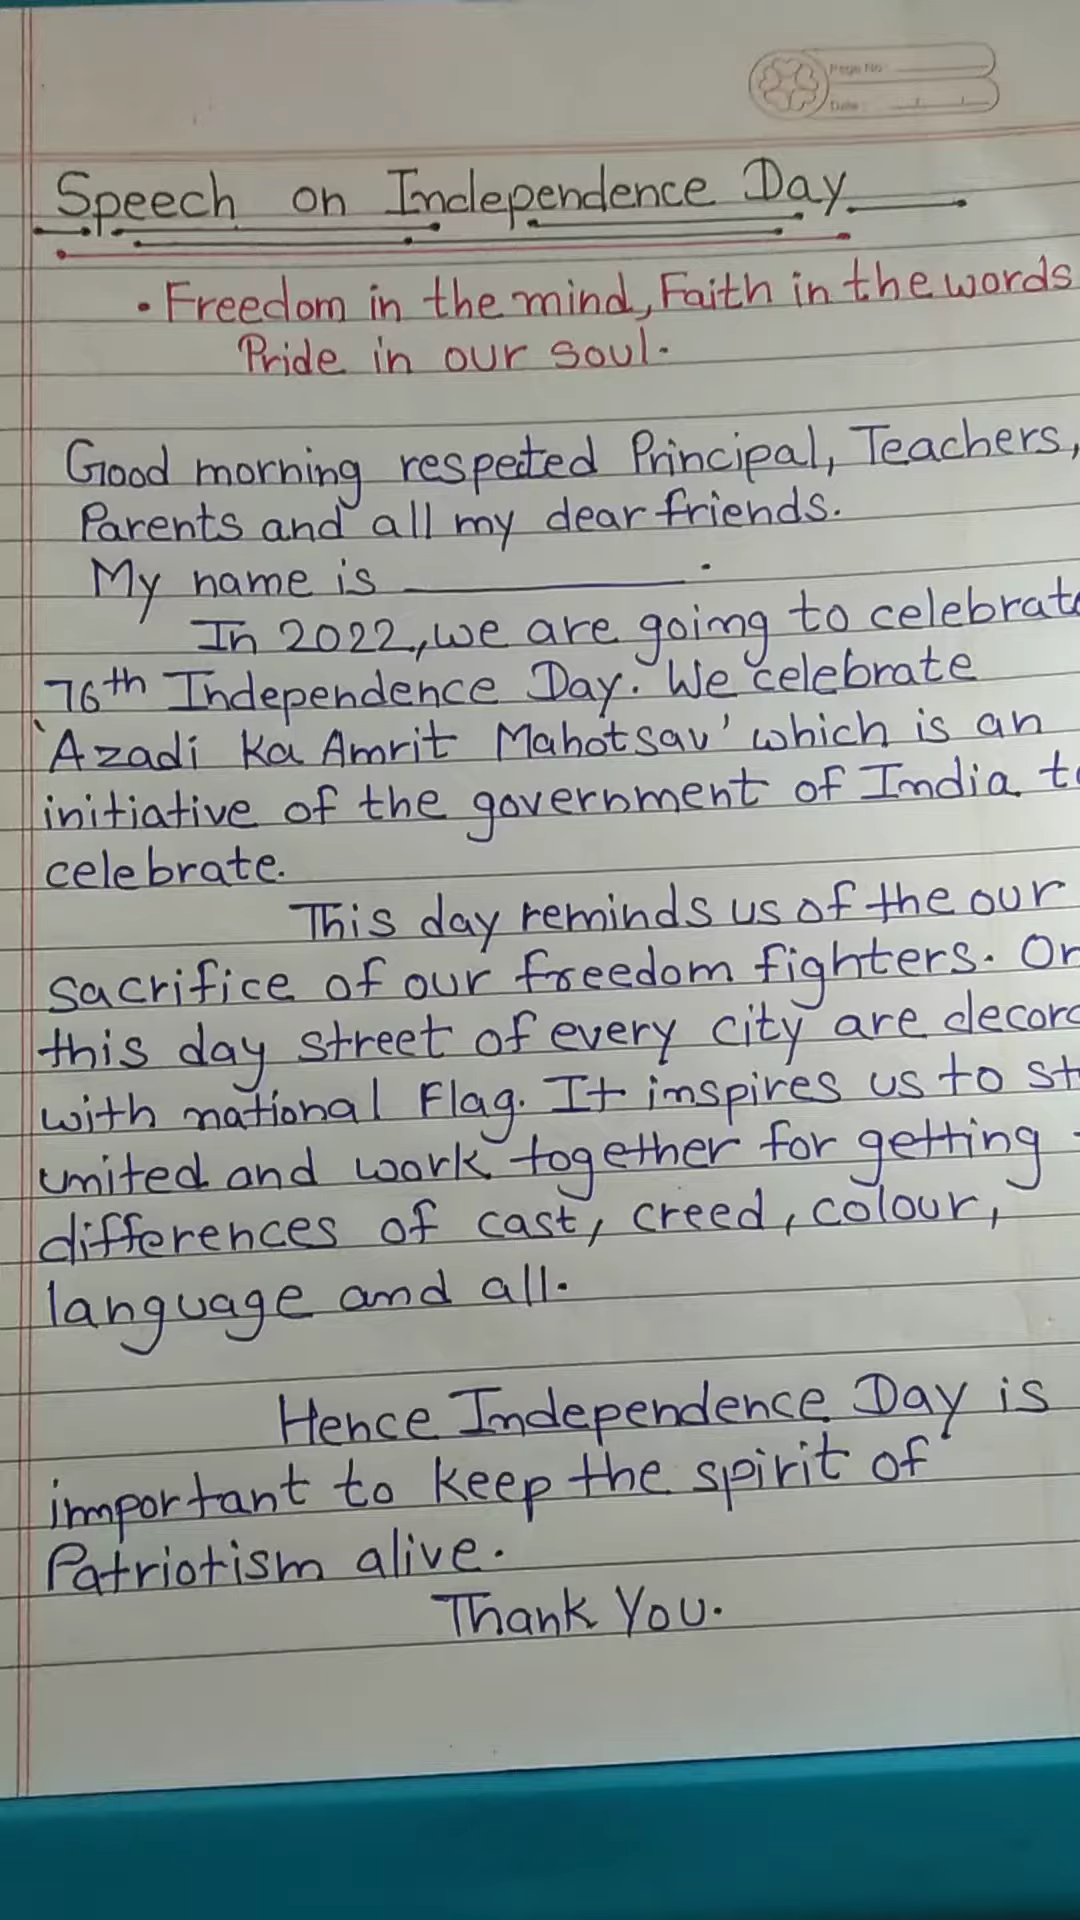 Page No
Date
Speech on Independence Day
• Freedom in the mind, Faith in the words
Pride in our soul.
Good morning respected Principal, Teachers,
Parents and all my dear friends.
My name is
In 2022, we are going to celebrate
76th Independence Day. We celebrate
'Azadi Ka Amrit Mahotsav' which is an
initiative of the government of India
celebrate.
This day reminds us of the our
sacrifice of our freedom fighters.
this day street of every city are
with national Flag. It inspires us to
united and work together for getting
differences of cast, creed, colour,
language and all.
Hence Independence Day is
important to keep the spirit of
Patriotism alive.
Thank You.